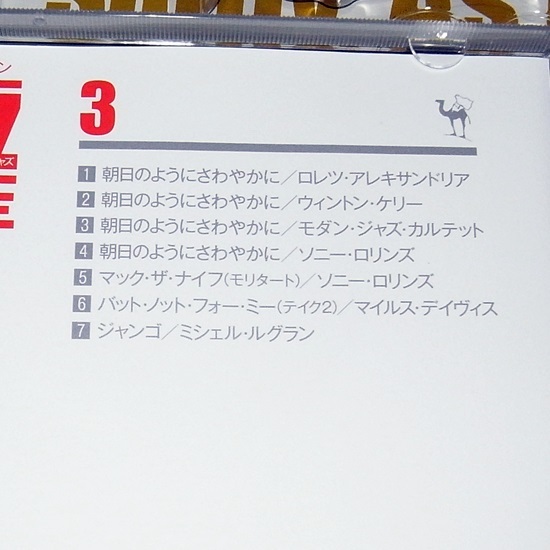 3
1 朝日のようにさわやかに／ロレツ・アレキサンドリア
2 朝日のようにさわやかに／ウィントン・ケリー
3 朝日のようにさわやかに／モダン・ジャズ・カルテット
4 朝日のようにさわやかに／ソニー・ロリンズ
5 マック・ザ・ナイフ(モリタート)／ソニー・ロリンズ
6 バット・ノット・フォー・ミー(テイク2)／マイルス・デイヴィス
7 ジャンゴ／ミシェル・ルグラン